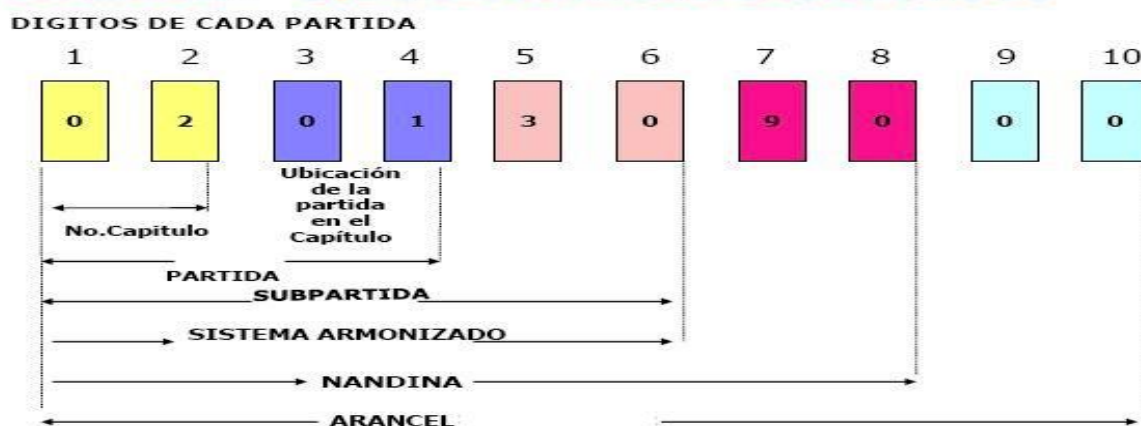 DIGITOS DE CADA PARTIDA
1 2 3 4 5 6 7 8 9 10
0 2 0 1 3 0 9 0 0 0
Ubicación
de la
partida
en el
Capítulo
No.Capitulo
PARTIDA
SUBPARTIDA
SISTEMA ARMONIZADO
NANDINA
ARANCEL